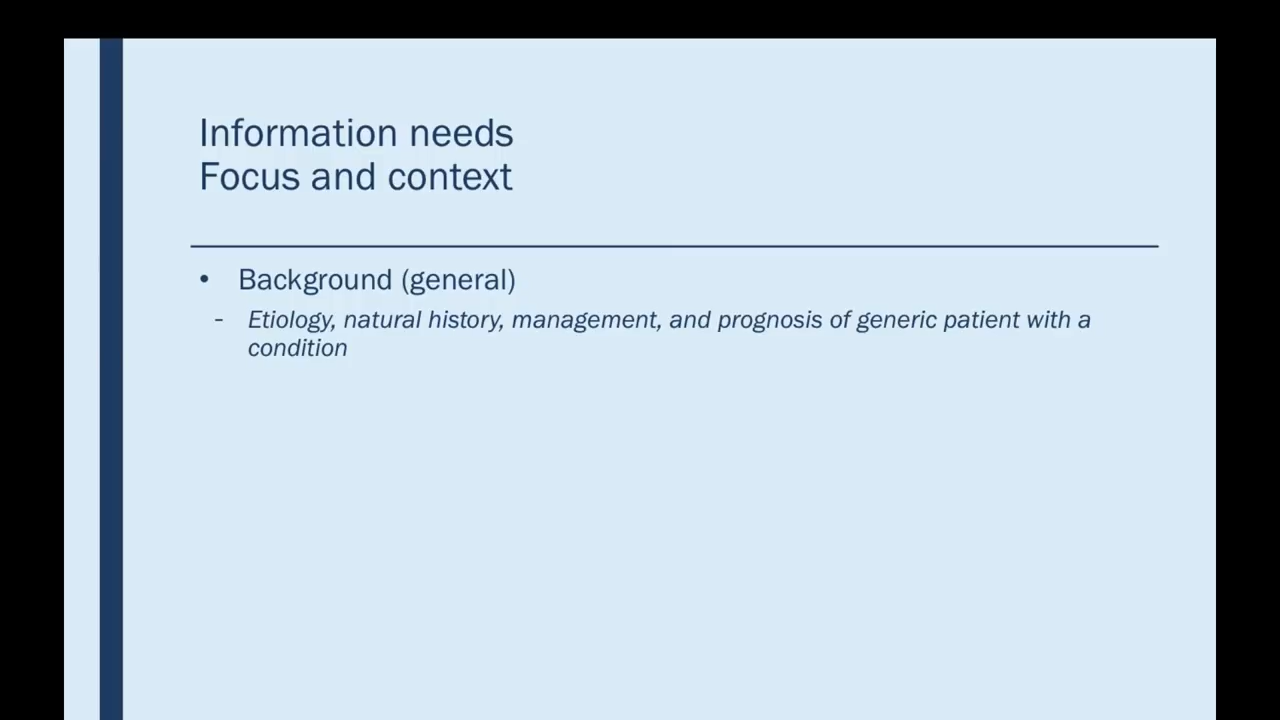 Information needs
Focus and context
• Background (general)
- Etiology, natural history, management, and prognosis of generic patient with a
condition